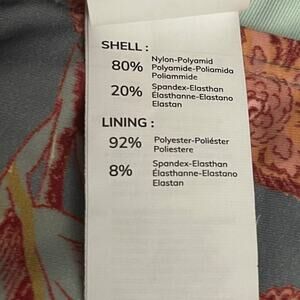 SHELL :
80% Nylon-Polyamid
Polyamide-Poliamida
Poliammide
20% Spandex-Elasthan
Élasthanne-Elastano
Elastan
LINING :
92% Polyester-Poliéster
Poliestere
8% Spandex-Elasthan
Élasthanne-Elastano
Elastan